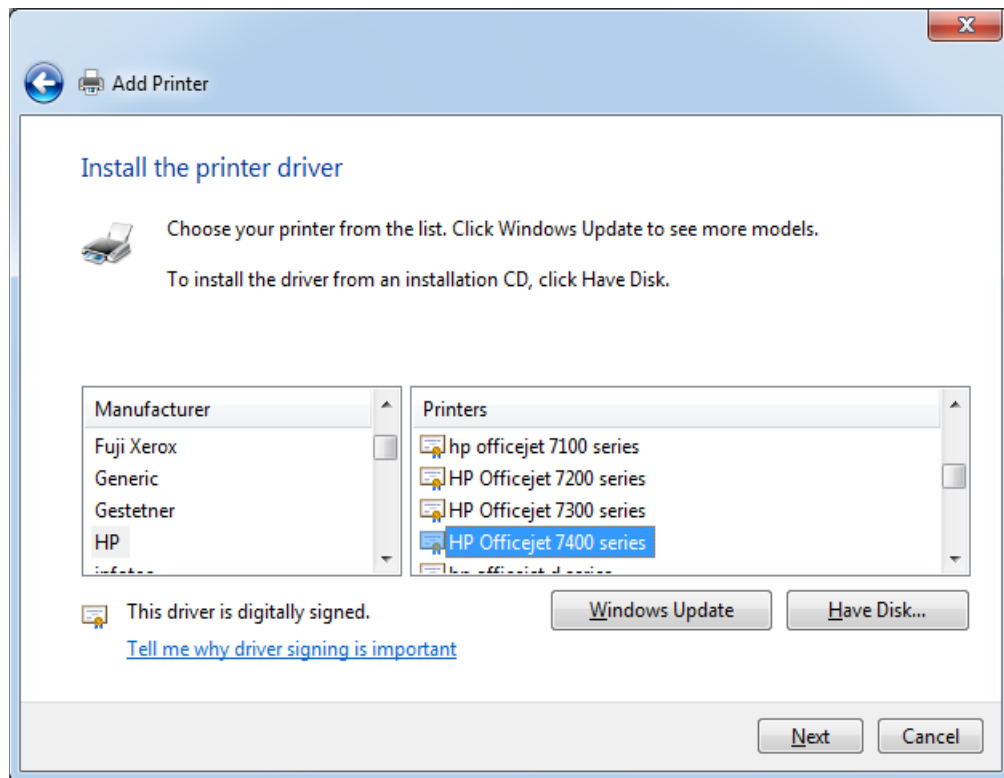 Add Printer
Install the printer driver
Choose your printer from the list. Click Windows Update to see more models.
To install the driver from an installation CD, click Have Disk.
Manufacturer
Fuji Xerox
Generic
Gestetner
HP
Printers
hp officejet 7100 series
HP Officejet 7200 series
HP Officejet 7300 series
HP Officejet 7400 series
hp officejet d series
This driver is digitally signed.
Windows Update
Have Disk...
Tell me why driver signing is important
Next
Cancel